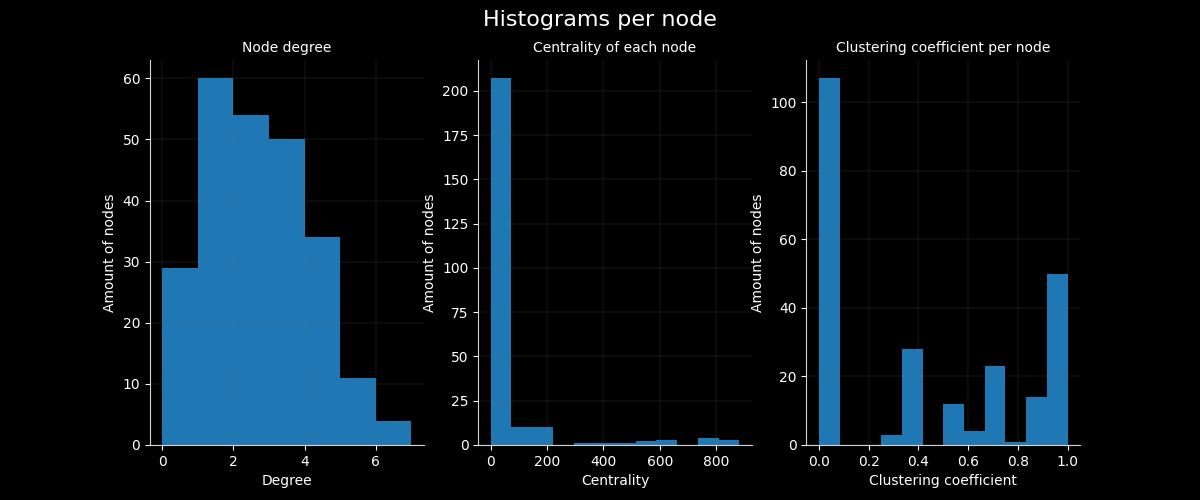 Histograms per node
Node degree
Amount of nodes
60
50
40
30
20
10
0
0 2 4 6
Degree
Centrality of each node
Amount of nodes
200
175
150
125
100
75
50
25
0
0 200 400 600 800
Centrality
Clustering coefficient per node
Amount of nodes
100
80
60
40
20
0
0.0 0.2 0.4 0.6 0.8 1.0
Clustering coefficient